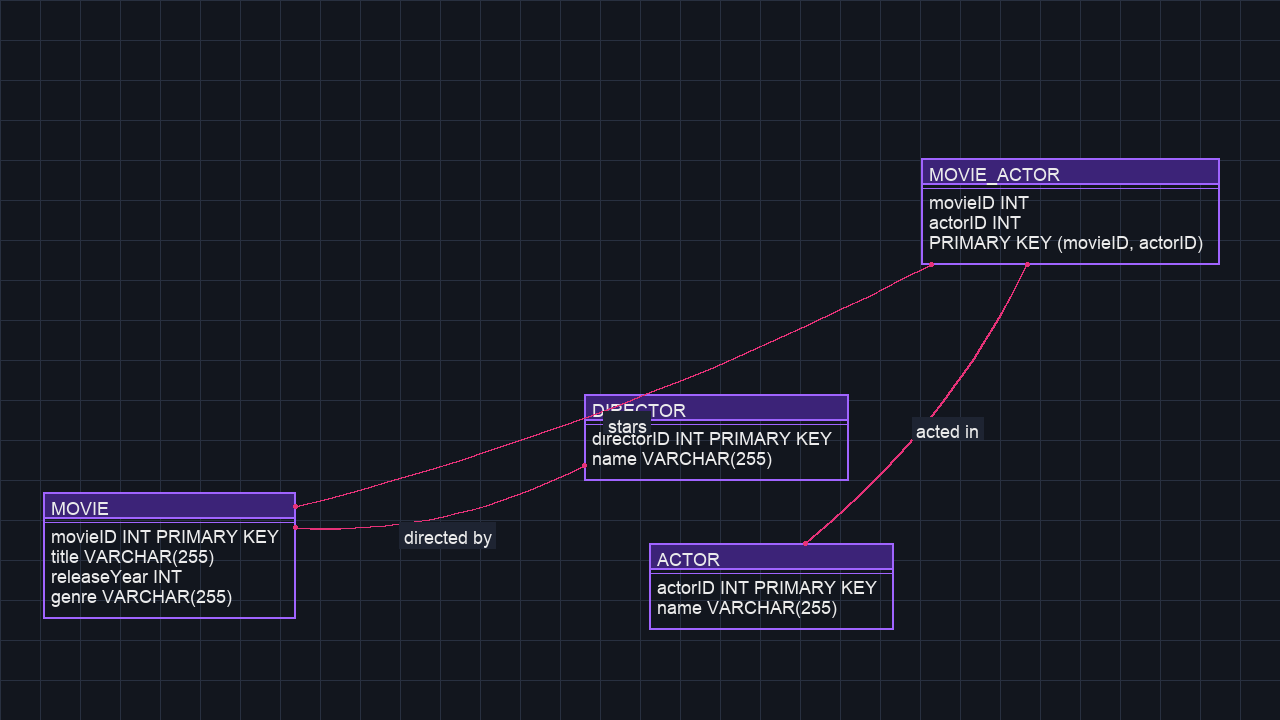 MOVIE_ACTOR
movieID INT
actorID INT
PRIMARY KEY (movieID, actorID)
DIRECTOR
stars
directorID INT PRIMARY KEY
name VARCHAR(255)
acted in
MOVIE
movieID INT PRIMARY KEY
title VARCHAR(255)
releaseYear INT
genre VARCHAR(255)
directed by
ACTOR
actorID INT PRIMARY KEY
name VARCHAR(255)